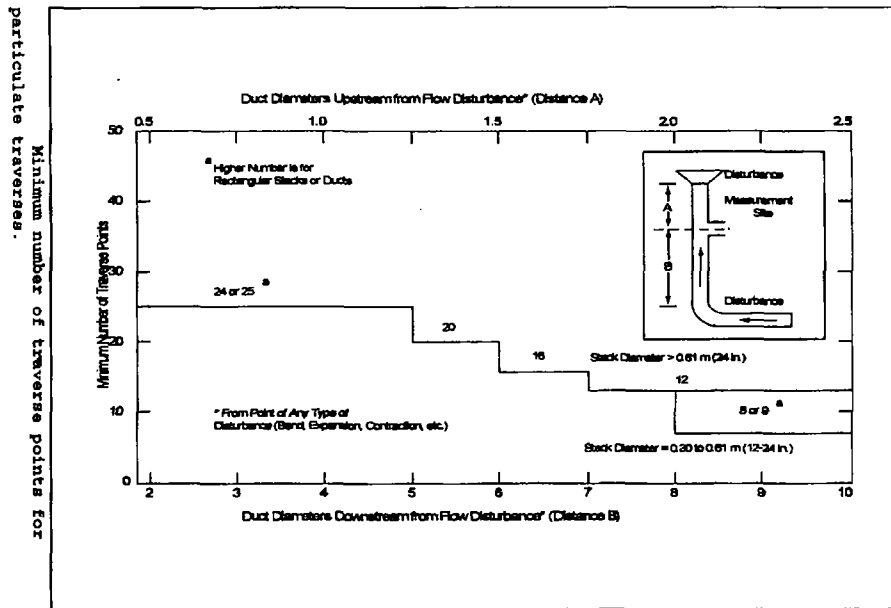 Minimum number of traverse points for
particulate traverses.
Duct Diameters Upstream from Flow Disturbance* (Distance A)
0.5 1.0 1.5 2.0 2.5
50
40
30
20
10
0
Minimum Number of Traverse Points
a
Higher Number is for
Rectangular Stacks or Ducts
24 or 25 a
20
16
Stack Diameter > 0.61 m (24 in.)
12
8 or 9 a
Stack Diameter = 0.30 to 0.61 m (12-24 in.)
* From Point of Any Type of
Disturbance (Bend, Expansion, Contraction, etc.)
Disturbance
Measurement
Site
A
B
Disturbance
2 3 4 5 6 7 8 9 10
Duct Diameters Downstream from Flow Disturbance* (Distance B)